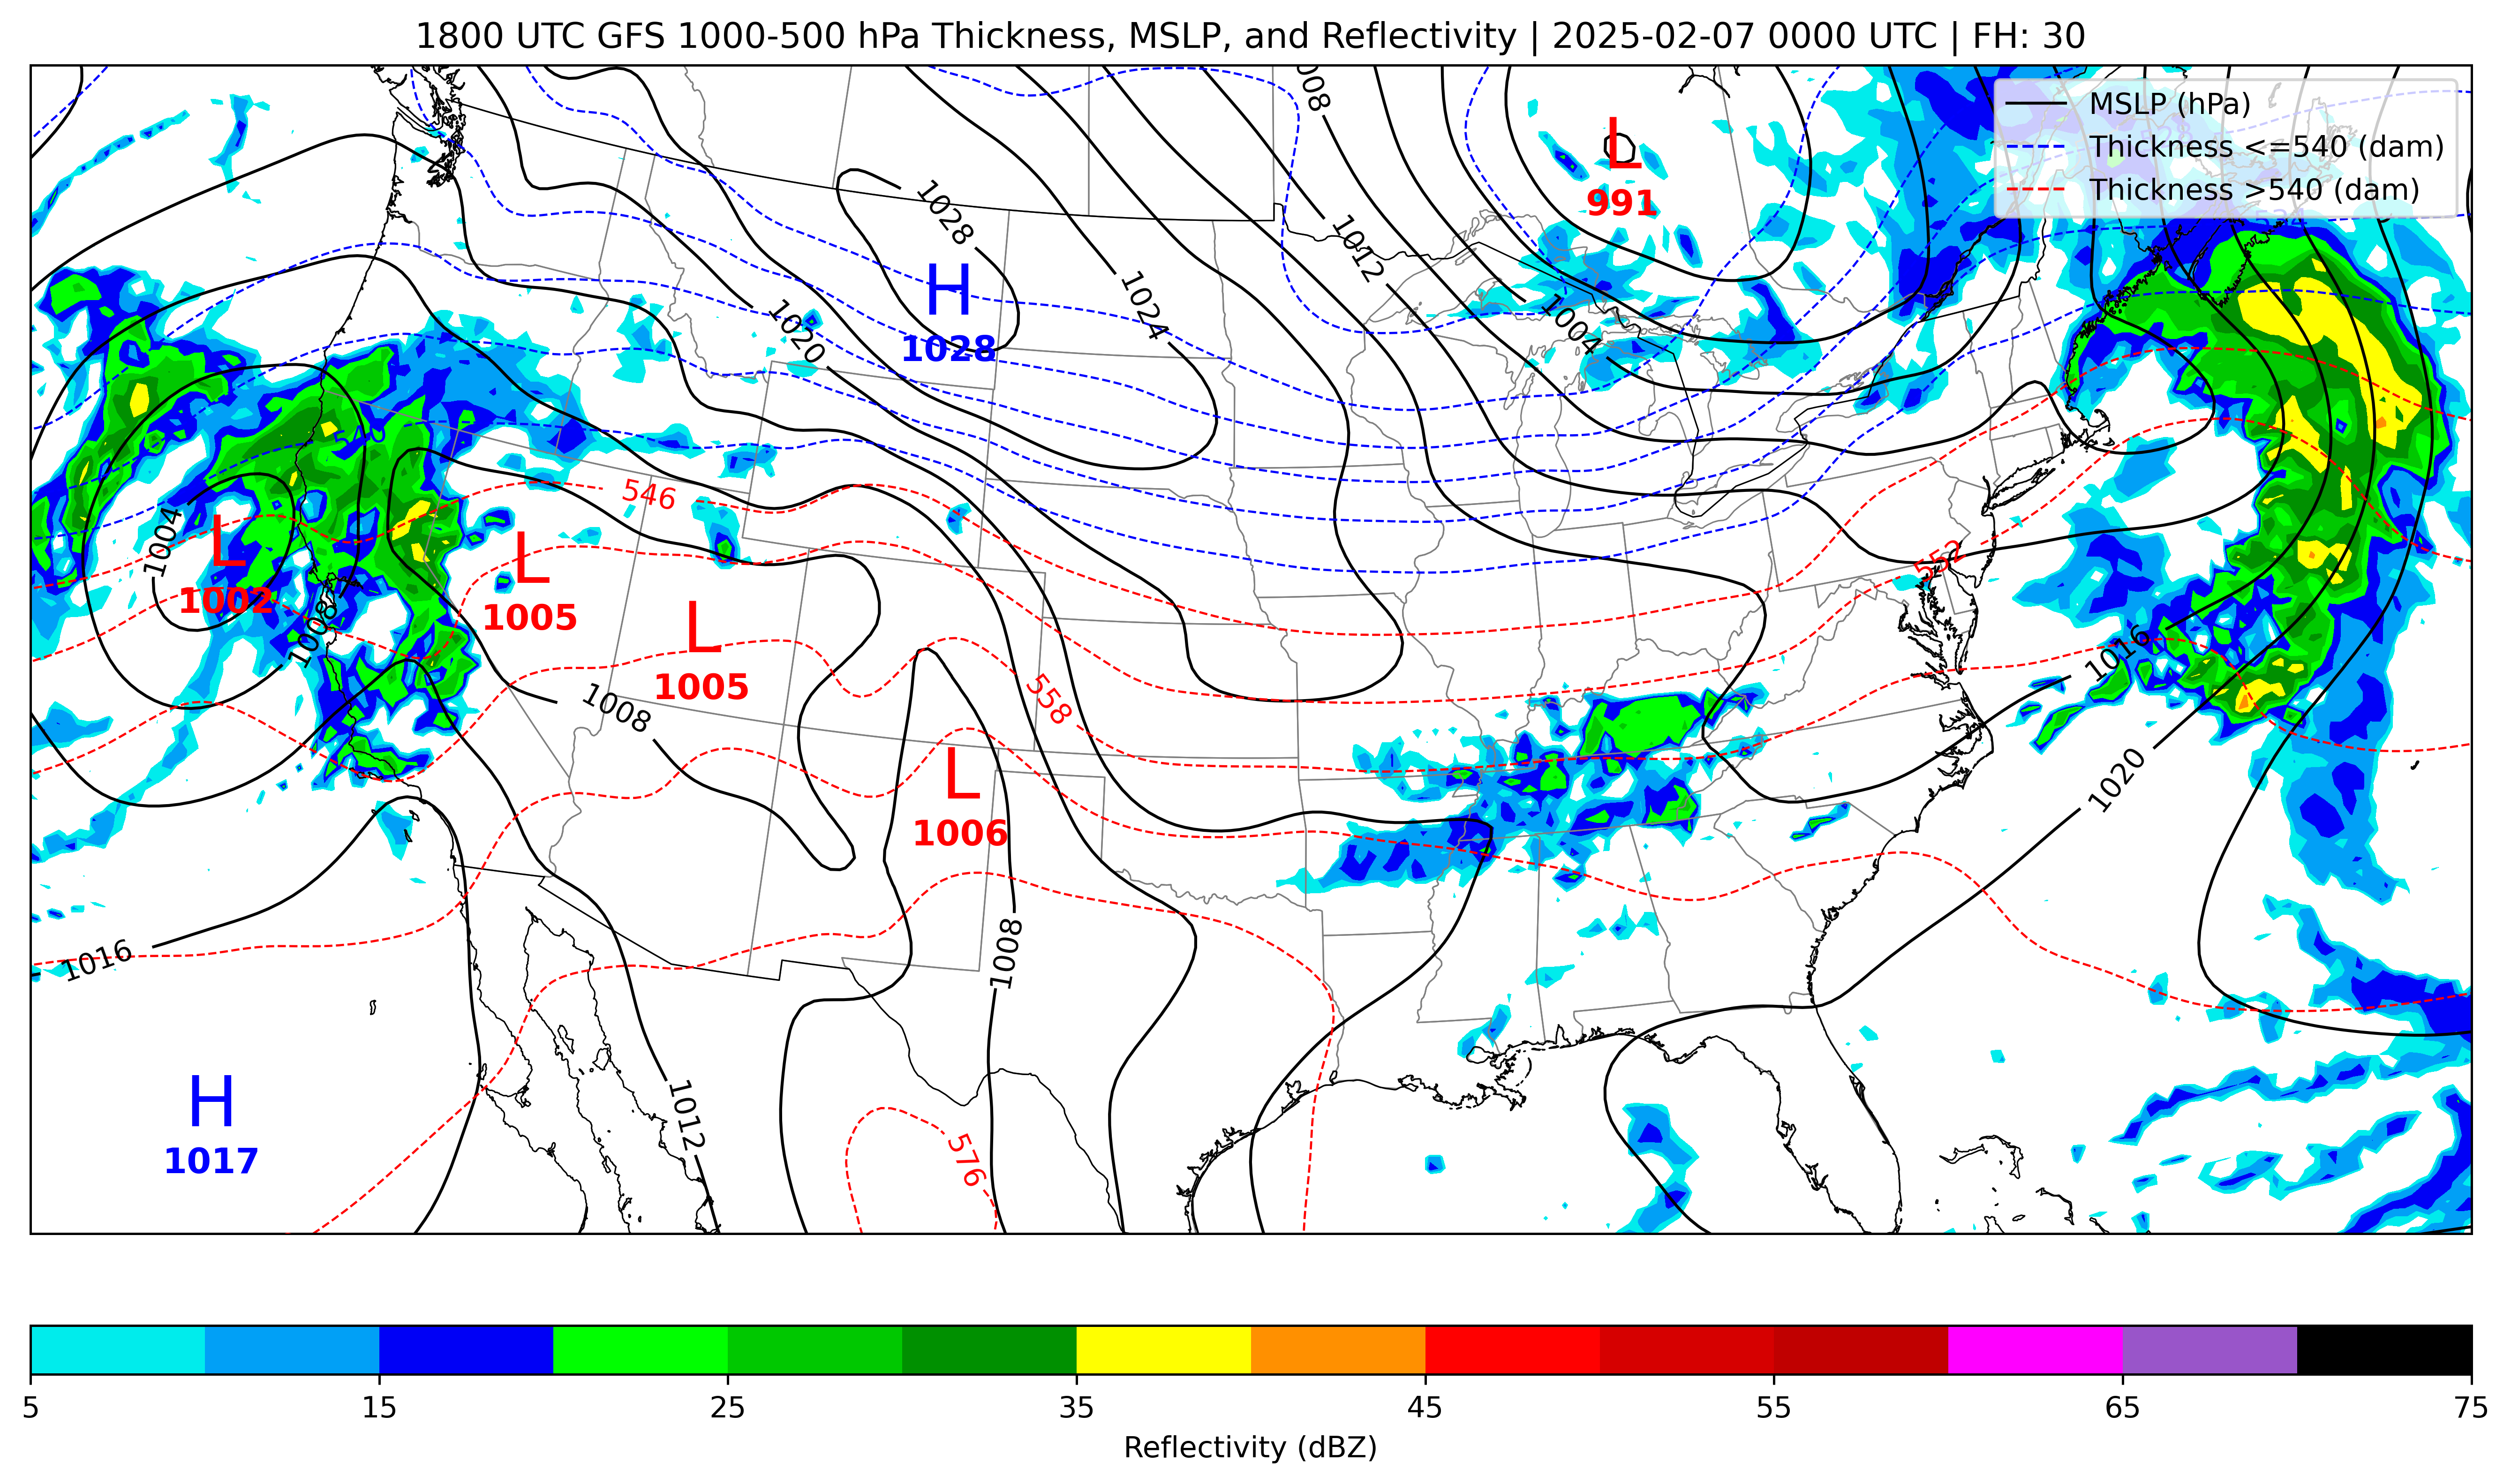 1800 UTC GFS 1000-500 hPa Thickness, MSLP, and Reflectivity | 2025-02-07 0000 UTC | FH: 30
MSLP (hPa)
Thickness <=540 (dam)
Thickness >540 (dam)
1008
L
991
1028
1012
H
1028
1024
1020
1004
540
546
1004
L
1002
L
1005
552
1008
L
1005
1016
558
1008
L
1006
1020
1016
1008
H
1017
1012
576
5 15 25 35 45 55 65 75
Reflectivity (dBZ)